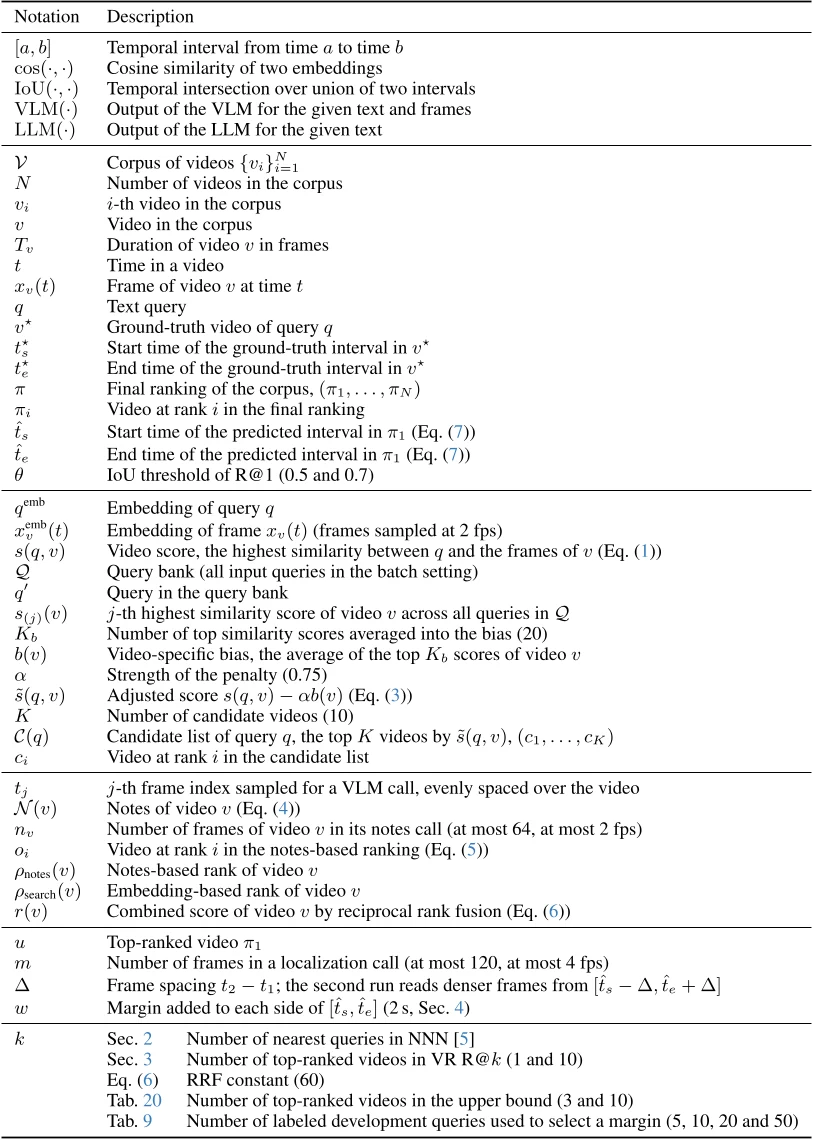 Notation Description
[a, b] Temporal interval from time a to time b
cos(·, ·) Cosine similarity of two embeddings
IoU(·, ·) Temporal intersection over union of two intervals
VLM(·) Output of the VLM for the given text and frames
LLM(·) Output of the LLM for the given text
𝒱 Corpus of videos {v_i}_{i=1}^N
N Number of videos in the corpus
v_i i-th video in the corpus
v Video in the corpus
T_v Duration of video v in frames
t Time in a video
x_v(t) Frame of video v at time t
q Text query
v^⋆ Ground-truth video of query q
t_s^⋆ Start time of the ground-truth interval in v^⋆
t_e^⋆ End time of the ground-truth interval in v^⋆
π Final ranking of the corpus, (π_1, . . . , π_N)
π_i Video at rank i in the final ranking
t̂_s Start time of the predicted interval in π_1 (Eq. (7))
t̂_e End time of the predicted interval in π_1 (Eq. (7))
θ IoU threshold of R@1 (0.5 and 0.7)
q^emb Embedding of query q
x_v^emb(t) Embedding of frame x_v(t) (frames sampled at 2 fps)
s(q, v) Video score, the highest similarity between q and the frames of v (Eq. (1))
𝒬 Query bank (all input queries in the batch setting)
q′ Query in the query bank
s_(j)(v) j-th highest similarity score of video v across all queries in 𝒬
K_b Number of top similarity scores averaged into the bias (20)
b(v) Video-specific bias, the average of the top K_b scores of video v
α Strength of the penalty (0.75)
s̃(q, v) Adjusted score s(q, v) − αb(v) (Eq. (3))
K Number of candidate videos (10)
𝒞(q) Candidate list of query q, the top K videos by s̃(q, v), (c_1, . . . , c_K)
c_i Video at rank i in the candidate list
t_j j-th frame index sampled for a VLM call, evenly spaced over the video
𝒩(v) Notes of video v (Eq. (4))
n_v Number of frames of video v in its notes call (at most 64, at most 2 fps)
o_i Video at rank i in the notes-based ranking (Eq. (5))
ρ_notes(v) Notes-based rank of video v
ρ_search(v) Embedding-based rank of video v
r(v) Combined score of video v by reciprocal rank fusion (Eq. (6))
u Top-ranked video π_1
m Number of frames in a localization call (at most 120, at most 4 fps)
Δ Frame spacing t_2 − t_1; the second run reads denser frames from [t̂_s − Δ, t̂_e + Δ]
w Margin added to each side of [t̂_s, t̂_e] (2 s, Sec. 4)
k Sec. 2 Number of nearest queries in NNN [5]
Sec. 3 Number of top-ranked videos in VR R@k (1 and 10)
Eq. (6) RRF constant (60)
Tab. 20 Number of top-ranked videos in the upper bound (3 and 10)
Tab. 9 Number of labeled development queries used to select a margin (5, 10, 20 and 50)